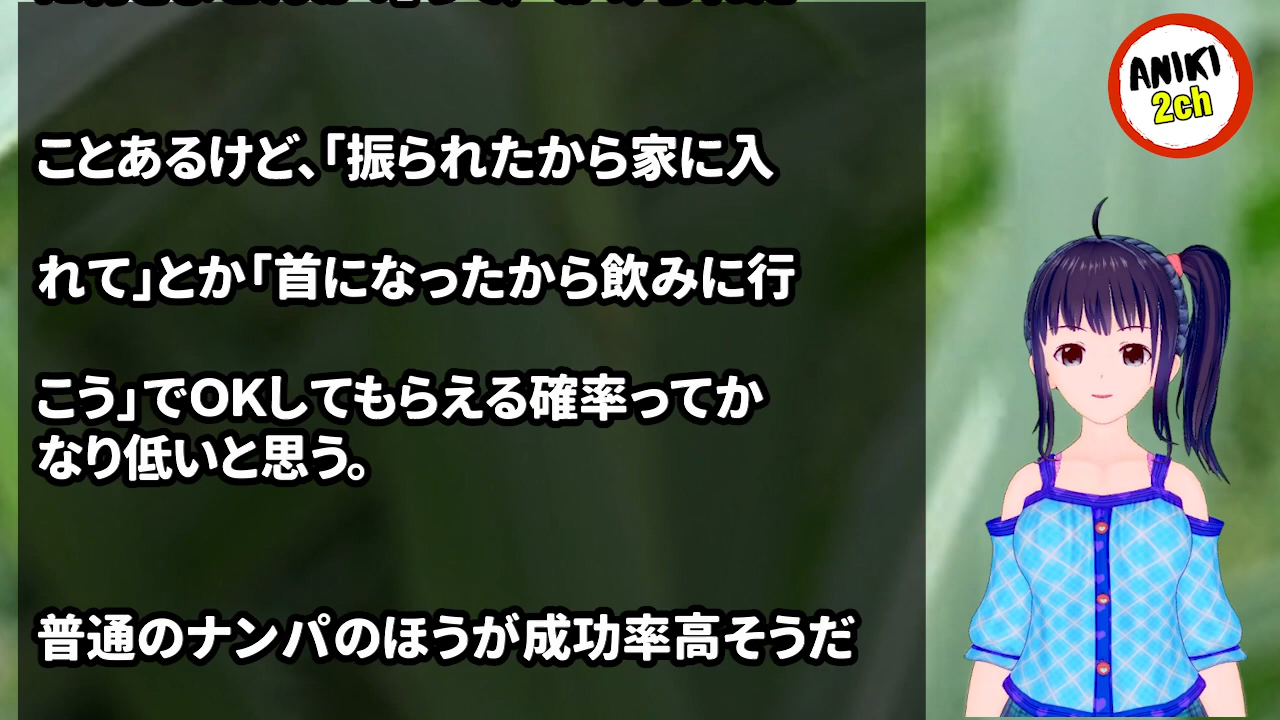 ことあるけど、「振られたから家に入
れて」とか「首になったから飲みに行
こう」でOKしてもらえる確率ってか
なり低いと思う。
普通のナンパのほうが成功率高そうだ
ANIKI
2ch